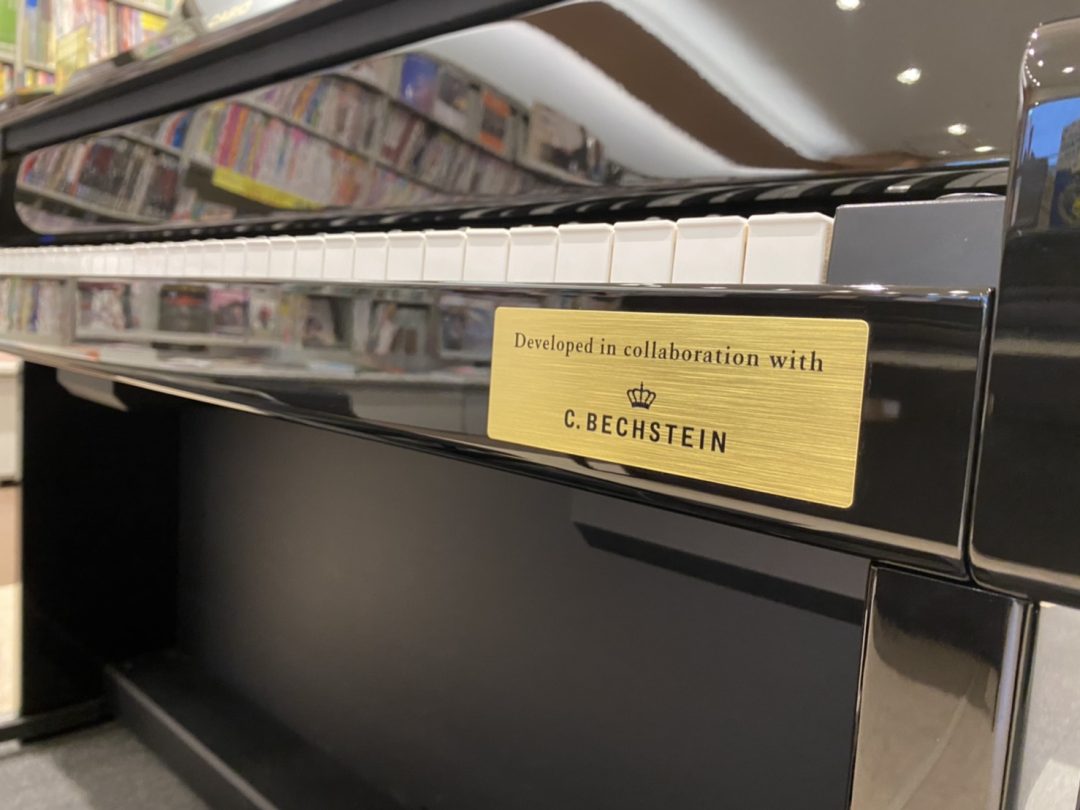 Developed in collaboration with
C. BECHSTEIN